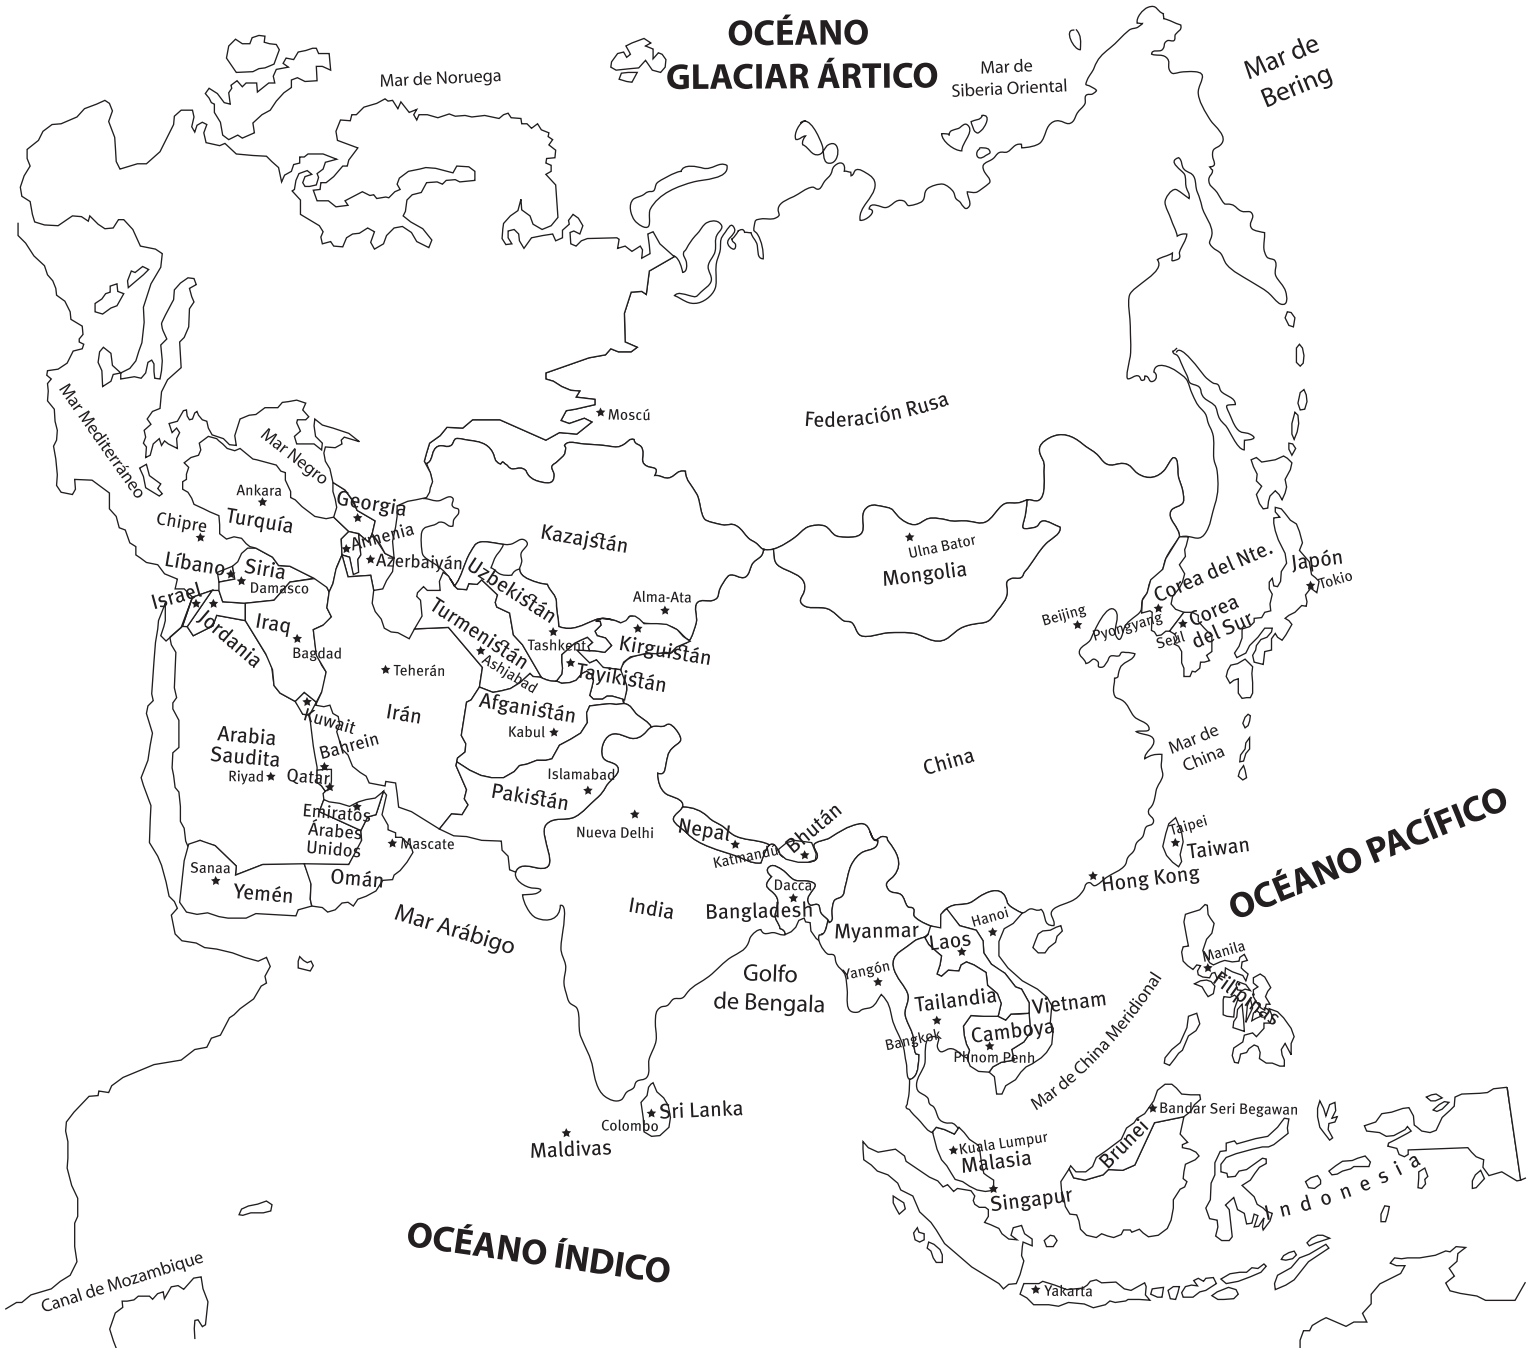 OCÉANO
GLACIAR ÁRTICO
Mar de Noruega
Mar de
Siberia Oriental
Mar de
Bering
Mar Mediterráneo
Mar Negro
Moscú
Federación Rusa
Ankara
Turquía
Georgia
Chipre
Armenia
Azerbaiyán
Kazajstán
Ulna Bator
Mongolia
Líbano
Siria
Damasco
Israel
Jordania
Iraq
Bagdad
Uzbekistán
Turmenistán
Tashkent
Ashjabad
Alma-Ata
Kirguistán
Tayikistán
Teherán
Irán
Afganistán
Kabul
Beijing
Pyongyang
Corea del Nte.
Seúl
Corea
del Sur
Japón
Tokio
Kuwait
Arabia
Saudita
Riyad
Bahrein
Qatar
Emiratos
Árabes
Unidos
Mascate
Islamabad
Pakistán
Nueva Delhi
Nepal
Katmandú
Bhután
China
Mar de
China
Taipei
Taiwan
Hong Kong
OCÉANO PACÍFICO
Sanaa
Yemén
Omán
Mar Arábigo
India
Dacca
Bangladesh
Myanmar
Yangón
Laos
Hanoi
Golfo
de Bengala
Tailandia
Bangkok
Vietnam
Camboya
Phnom Penh
Mar de China Meridional
Manila
Filipinas
Sri Lanka
Colombo
Maldivas
Kuala Lumpur
Malasia
Singapur
Bandar Seri Begawan
Brunei
Indonesia
OCÉANO ÍNDICO
Canal de Mozambique
Yakarta